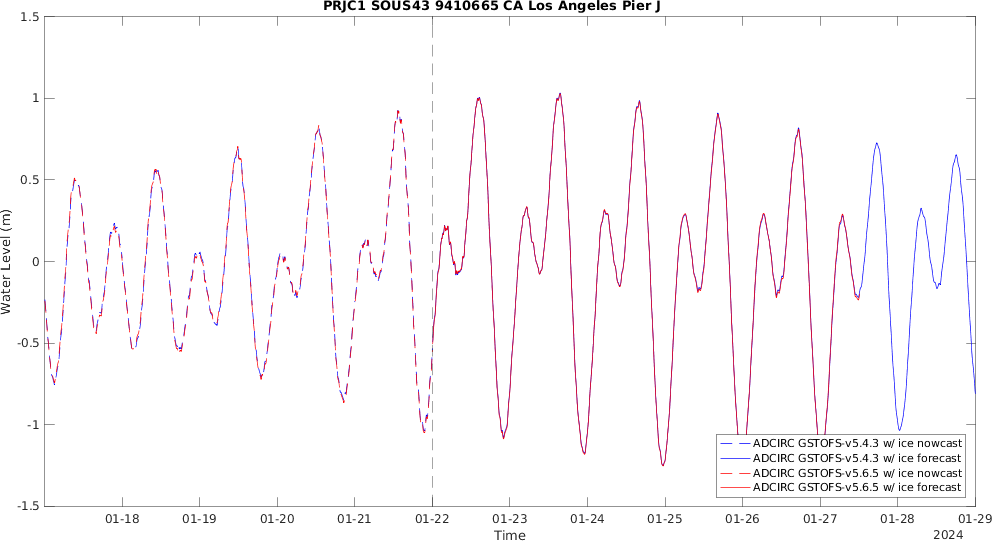 PRJC1 SOUS43 9410665 CA Los Angeles Pier J
1.5
1
0.5
0
-0.5
-1
-1.5
Water Level (m)
ADCIRC GSTOFS-v5.4.3 w/ ice nowcast
ADCIRC GSTOFS-v5.4.3 w/ ice forecast
ADCIRC GSTOFS-v5.6.5 w/ ice nowcast
ADCIRC GSTOFS-v5.6.5 w/ ice forecast
01-18 01-19 01-20 01-21 01-22 01-23 01-24 01-25 01-26 01-27 01-28 01-29
Time
2024